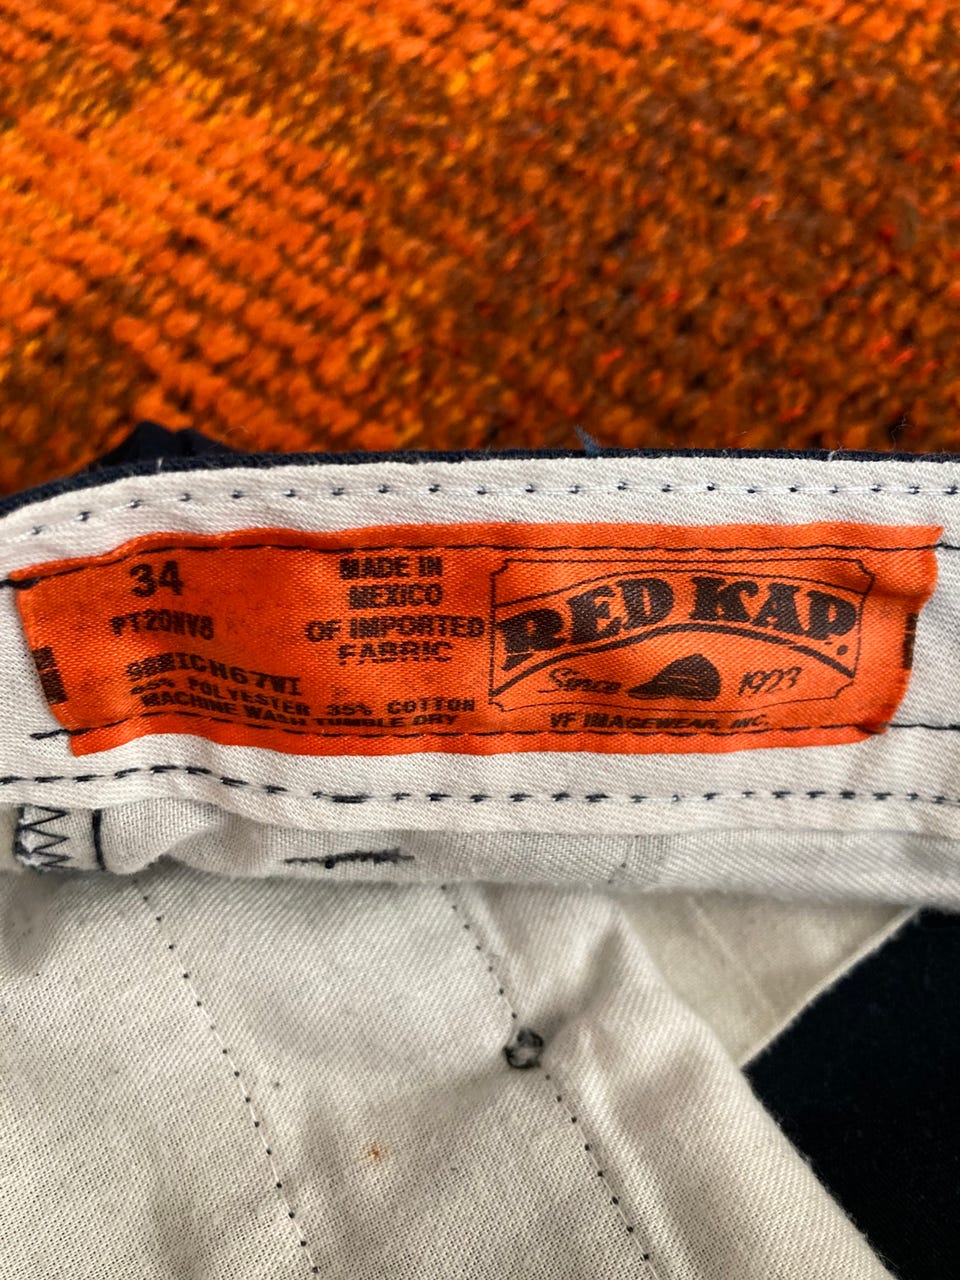 34
PT20NV8
MADE IN
MEXICO
OF IMPORTED
FABRIC
65% POLYESTER 35% COTTON
MACHINE WASH TUMBLE DRY
RED KAP.
Since 1923
VF IMAGEWEAR, INC.